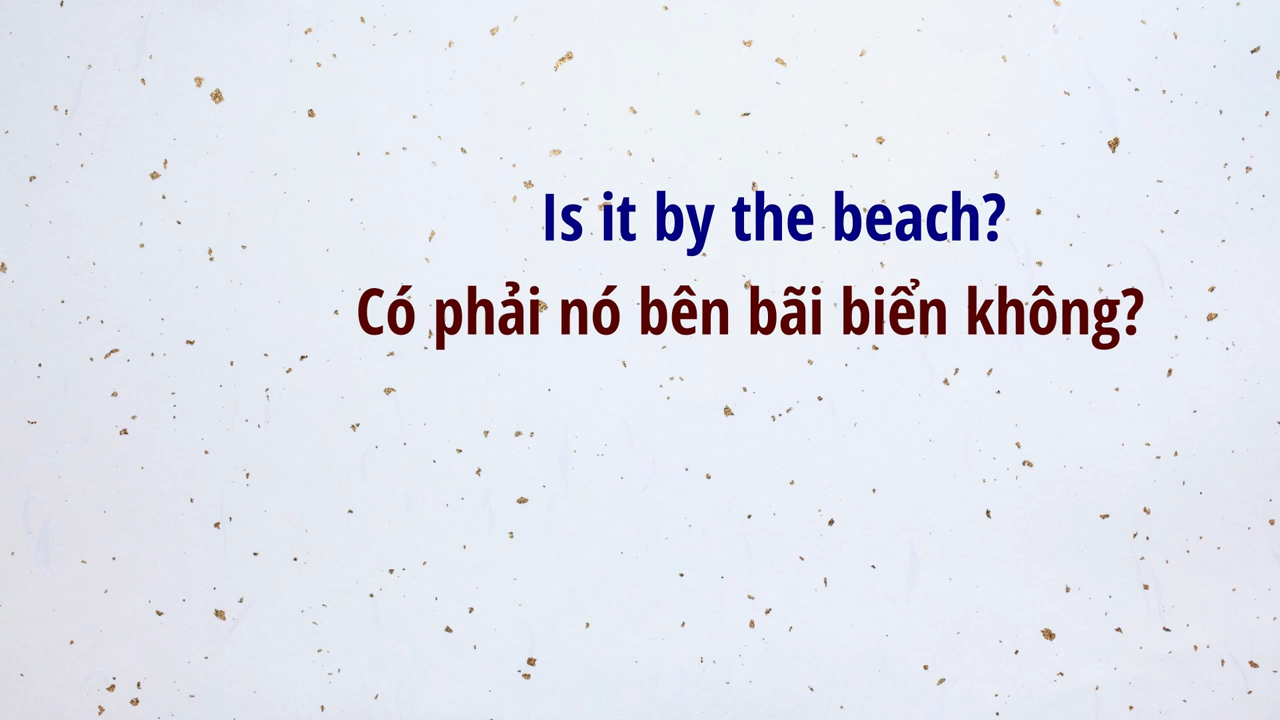 Is it by the beach?
Có phải nó bên bãi biển không?